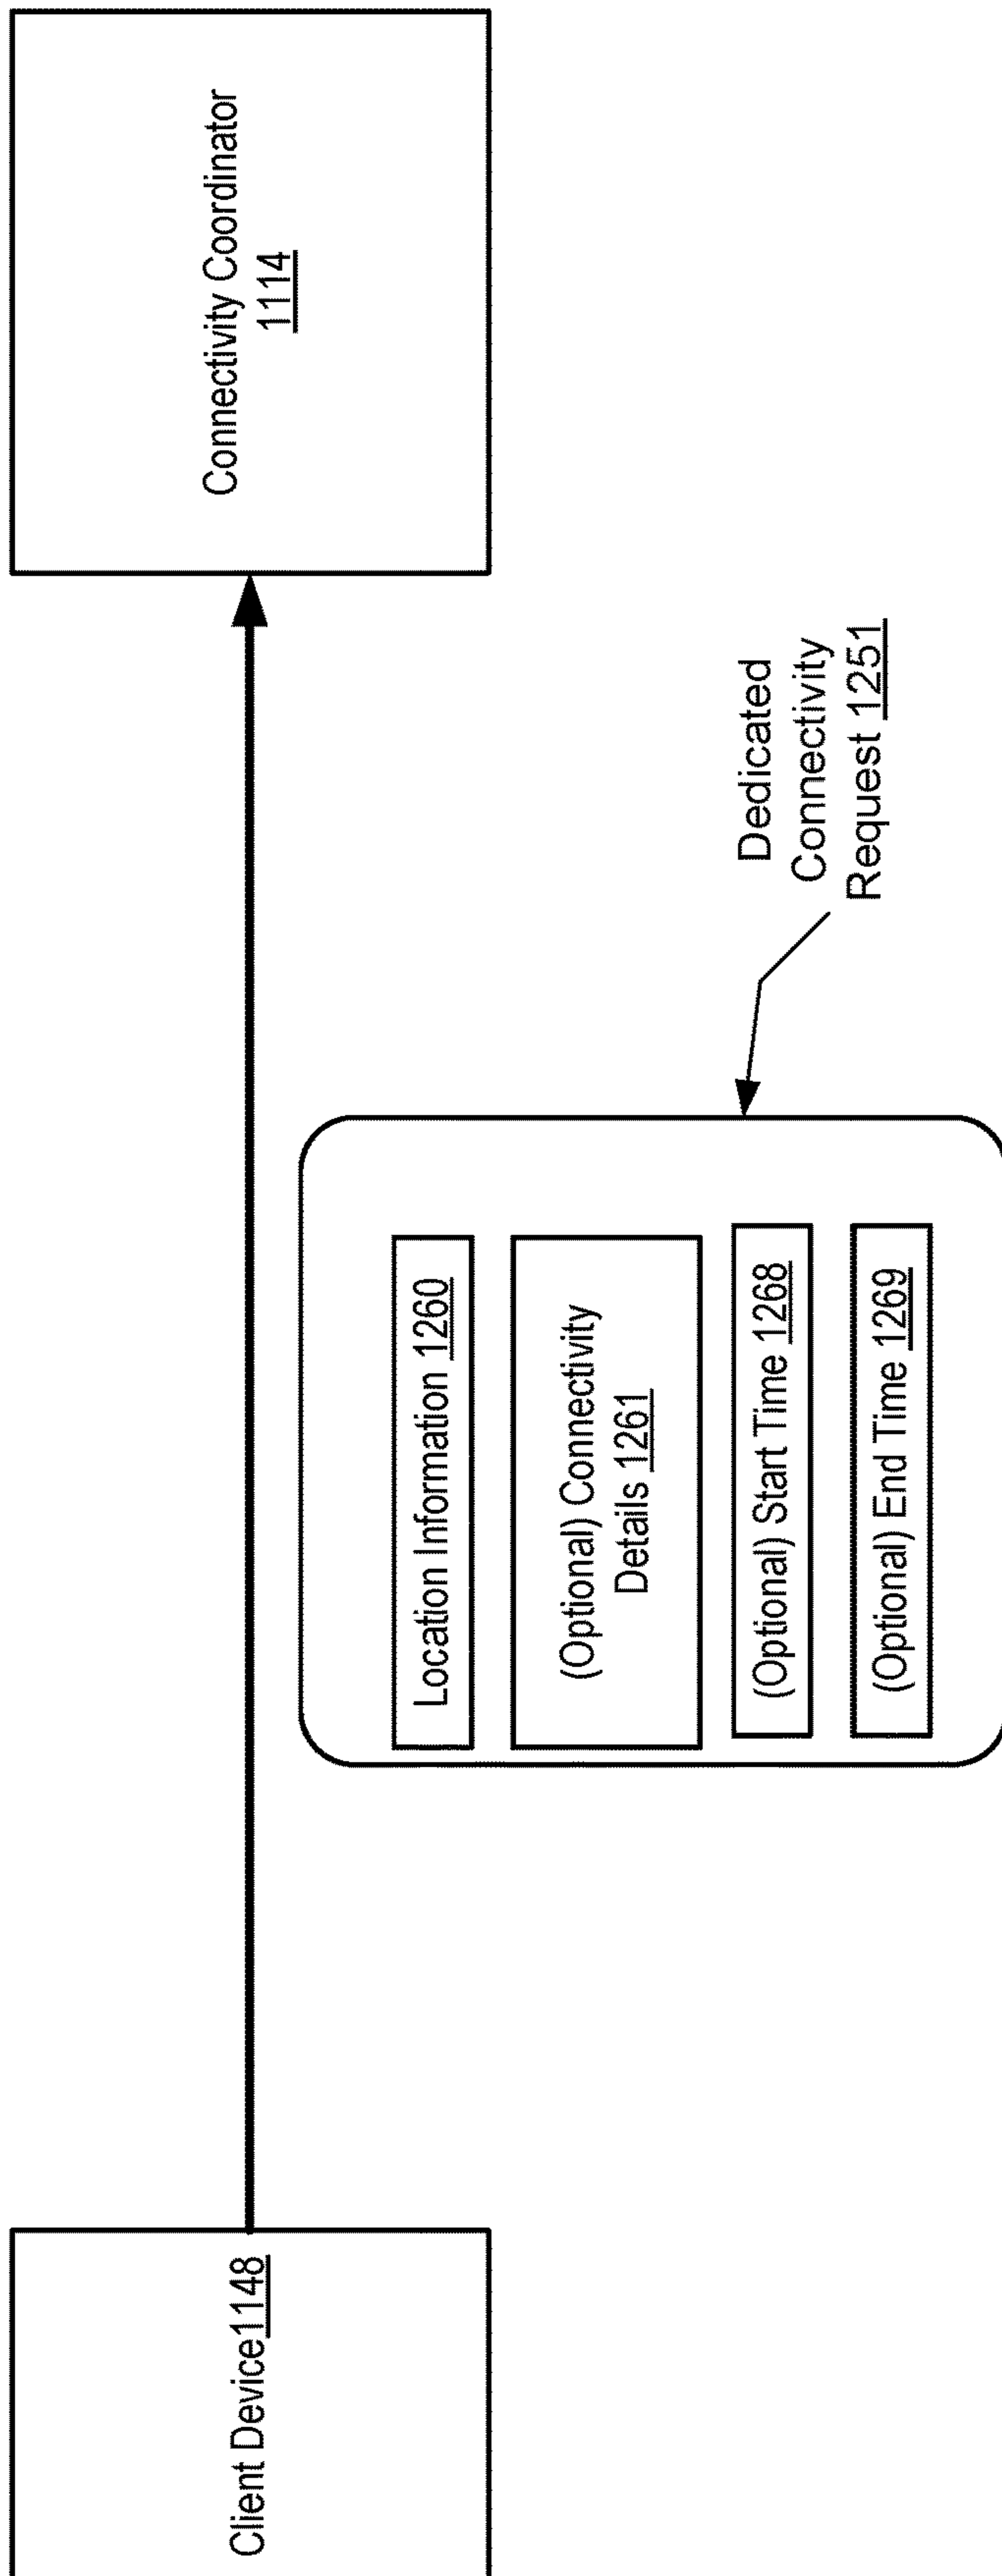 Client Device1148
Connectivity Coordinator
1114
Location Information 1260
(Optional) Connectivity
Details 1261
(Optional) Start Time 1268
(Optional) End Time 1269
Dedicated
Connectivity
Request 1251